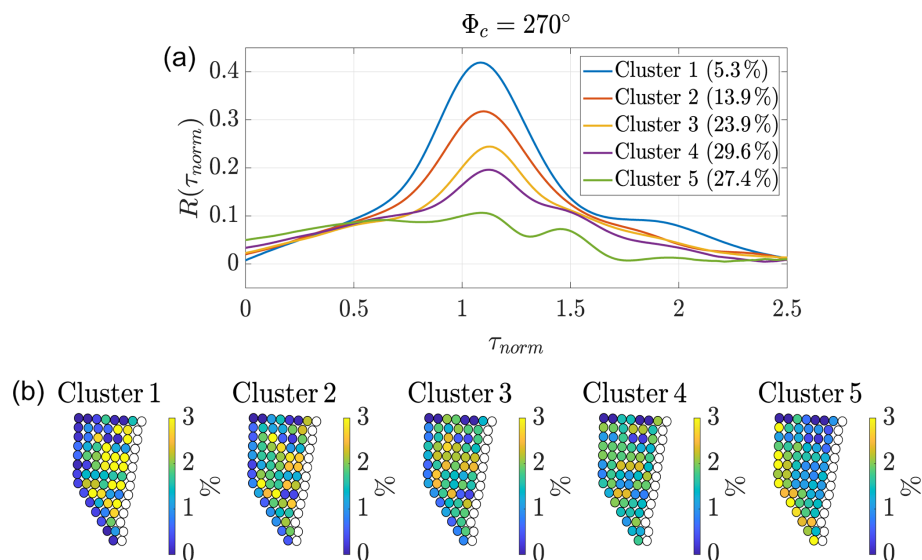 Φc = 270°
(a)
R(τnorm)
0.4
0.3
0.2
0.1
0
Cluster 1 (5.3 %)
Cluster 2 (13.9 %)
Cluster 3 (23.9 %)
Cluster 4 (29.6 %)
Cluster 5 (27.4 %)
0 0.5 1 1.5 2 2.5
τnorm
(b)
Cluster 1 Cluster 2 Cluster 3 Cluster 4 Cluster 5
3 3 3 3 3
2 2 2 2 2
% % % % %
1 1 1 1 1
0 0 0 0 0